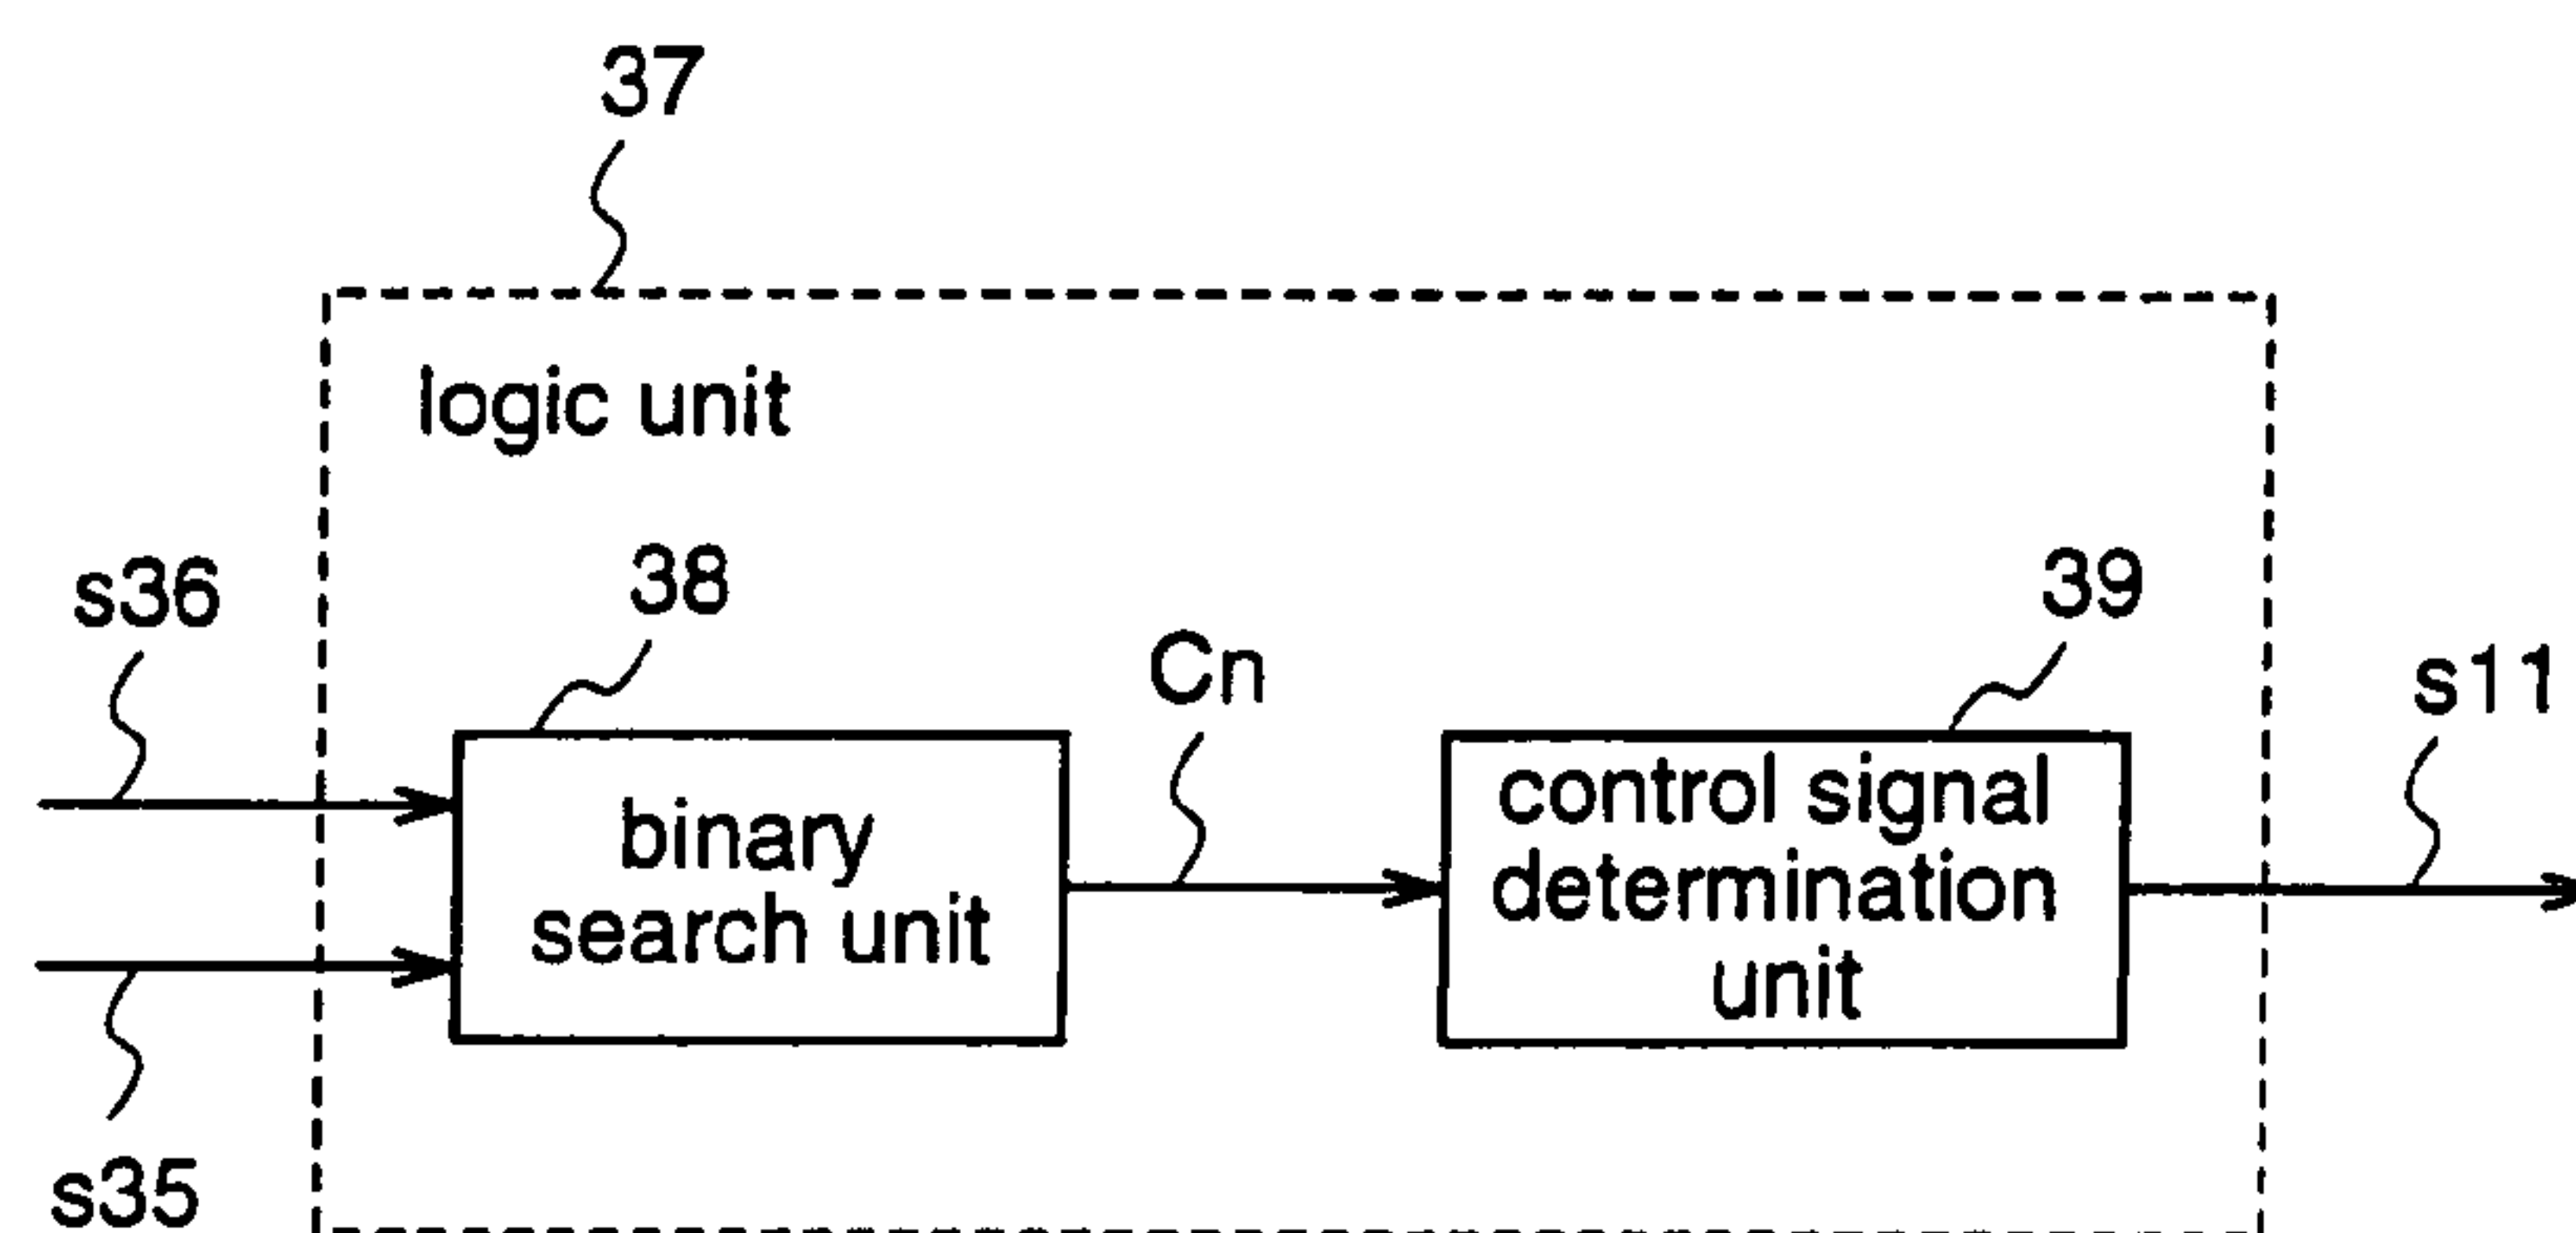 37
logic unit
s36
38
Cn
39
s11
binary
search unit
control signal
determination
unit
s35